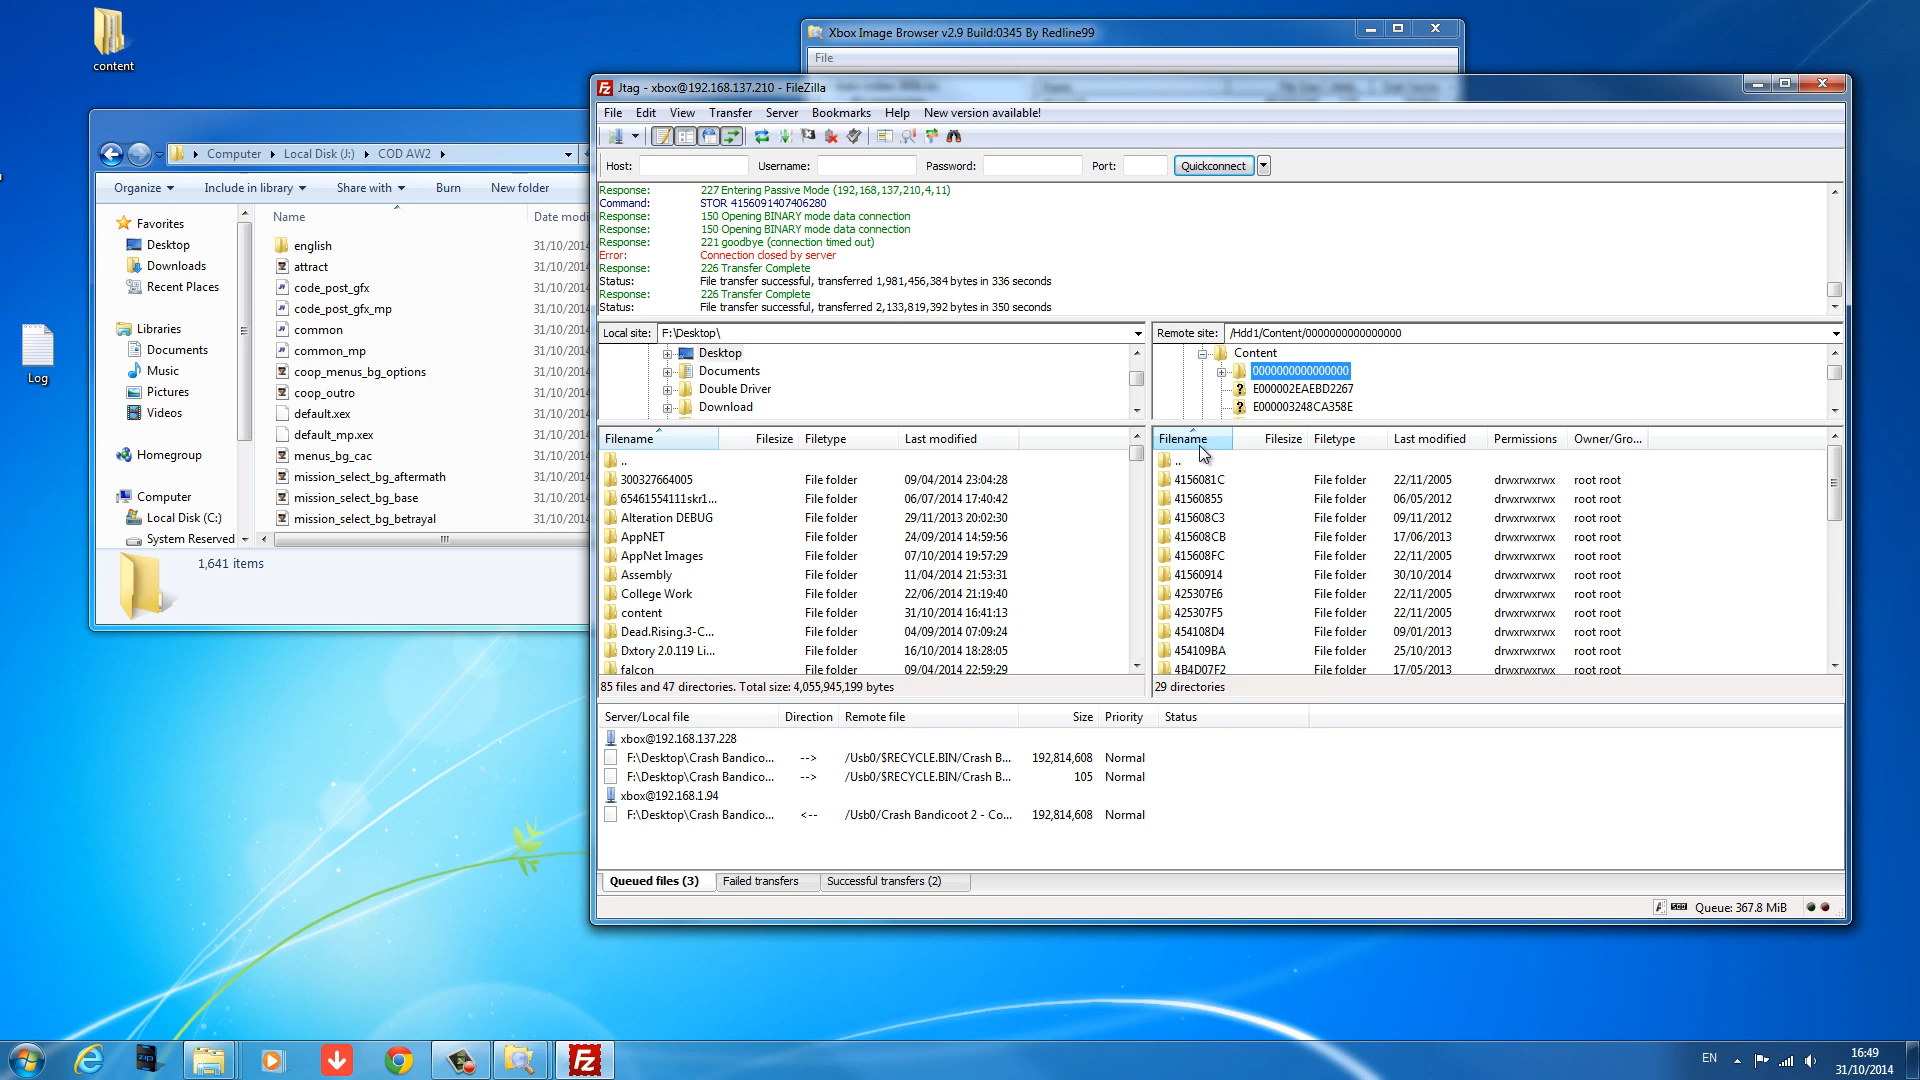 content
Log
Computer Local Disk (J:) COD AW2
Organize Include in library Share with Burn New folder
Favorites
Desktop
Downloads
Recent Places
Libraries
Documents
Music
Pictures
Videos
Homegroup
Computer
Local Disk (C:)
System Reserved
Name Date modi
english 31/10/2014
attract 31/10/2014
code_post_gfx 31/10/2014
code_post_gfx_mp 31/10/2014
common 31/10/2014
common_mp 31/10/2014
coop_menus_bg_options 31/10/2014
coop_outro 31/10/2014
default.xex 31/10/2014
default_mp.xex 31/10/2014
menus_bg_cac 31/10/2014
mission_select_bg_aftermath 31/10/2014
mission_select_bg_base 31/10/2014
mission_select_bg_betrayal 31/10/2014
1,641 items
Xbox Image Browser v2.9 Build:0345 By Redline99
File
Jtag - xbox@192.168.137.210 - FileZilla
File Edit View Transfer Server Bookmarks Help New version available!
Host: Username: Password: Port: Quickconnect
Response: 227 Entering Passive Mode (192,168,137,210,4,11)
Command: STOR 4156091407406280
Response: 150 Opening BINARY mode data connection
Response: 150 Opening BINARY mode data connection
Response: 221 goodbye (connection timed out)
Error: Connection closed by server
Response: 226 Transfer Complete
Status: File transfer successful, transferred 1,981,456,384 bytes in 336 seconds
Response: 226 Transfer Complete
Status: File transfer successful, transferred 2,133,819,392 bytes in 350 seconds
Local site: F:\Desktop\
Desktop
Documents
Double Driver
Download
Remote site: /Hdd1/Content/0000000000000000
Content
0000000000000000
E000002EAEBD2267
E000003248CA358E
Filename Filesize Filetype Last modified
..
300327664005 File folder 09/04/2014 23:04:28
65461554111skr1... File folder 06/07/2014 17:40:42
Alteration DEBUG File folder 29/11/2013 20:02:30
AppNET File folder 24/09/2014 14:59:56
AppNet Images File folder 07/10/2014 19:57:29
Assembly File folder 11/04/2014 21:53:31
College Work File folder 22/06/2014 21:19:40
content File folder 31/10/2014 16:41:13
Dead.Rising.3-C... File folder 04/09/2014 07:09:24
Dxtory 2.0.119 Li... File folder 16/10/2014 18:28:05
falcon File folder 09/04/2014 22:59:29
85 files and 47 directories. Total size: 4,055,945,199 bytes
Filename Filesize Filetype Last modified Permissions Owner/Gro...
..
4156081C File folder 22/11/2005 drwxrwxrwx root root
41560855 File folder 06/05/2012 drwxrwxrwx root root
415608C3 File folder 09/11/2012 drwxrwxrwx root root
415608CB File folder 17/06/2013 drwxrwxrwx root root
415608FC File folder 22/11/2005 drwxrwxrwx root root
41560914 File folder 30/10/2014 drwxrwxrwx root root
425307E6 File folder 22/11/2005 drwxrwxrwx root root
425307F5 File folder 22/11/2005 drwxrwxrwx root root
454108D4 File folder 09/01/2013 drwxrwxrwx root root
454109BA File folder 25/10/2013 drwxrwxrwx root root
4B4D07F2 File folder 17/05/2013 drwxrwxrwx root root
29 directories
Server/Local file Direction Remote file Size Priority Status
xbox@192.168.137.228
F:\Desktop\Crash Bandico... --> /Usb0/$RECYCLE.BIN/Crash B... 192,814,608 Normal
F:\Desktop\Crash Bandico... --> /Usb0/$RECYCLE.BIN/Crash B... 105 Normal
xbox@192.168.1.94
F:\Desktop\Crash Bandico... <-- /Usb0/Crash Bandicoot 2 - Co... 192,814,608 Normal
Queued files (3) Failed transfers Successful transfers (2)
Queue: 367.8 MiB
EN
16:49
31/10/2014